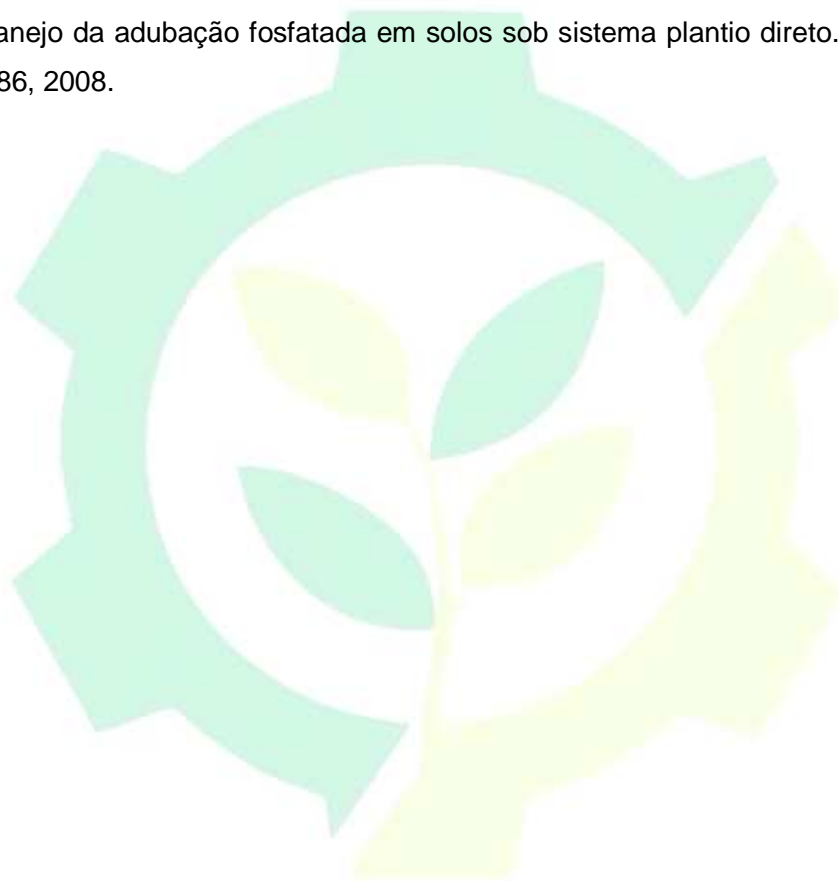 anejo da adubação fosfatada em solos sob sistema plantio direto.
86, 2008.